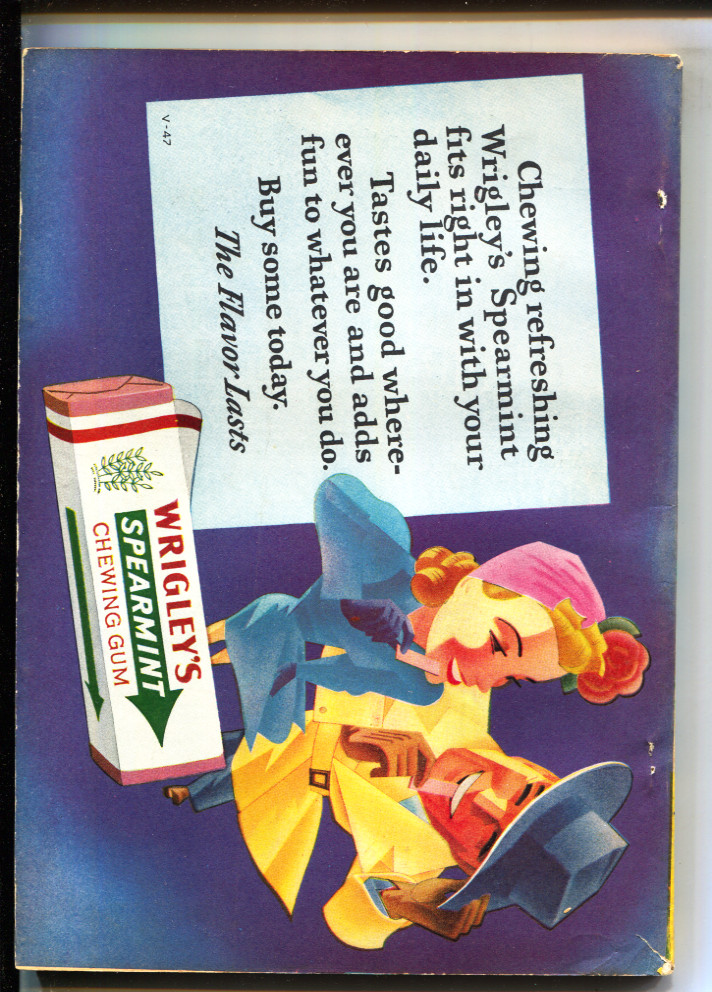 Chewing refreshing
Wrigley's Spearmint
fits right in with your
daily life.
Tastes good where-
ever you are and adds
fun to whatever you do.
Buy some today.
The Flavor Lasts
V-47
WRIGLEY'S
SPEARMINT
CHEWING GUM